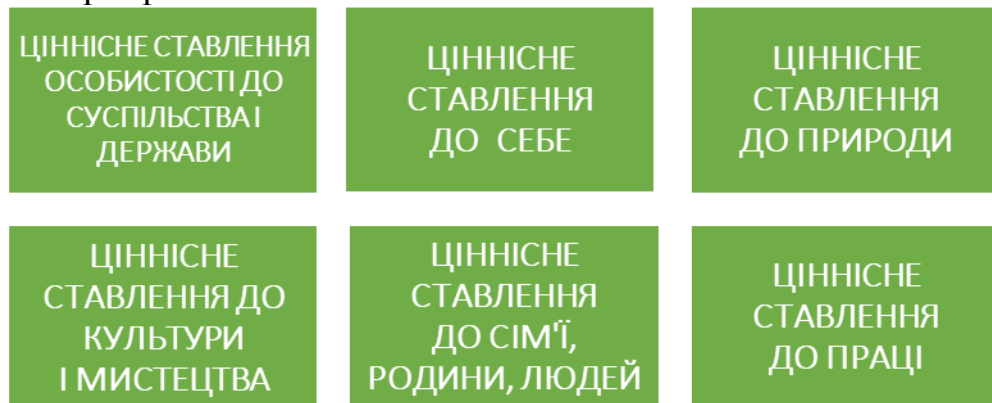 ЦІННІСНЕ СТАВЛЕННЯ
ОСОБИСТОСТІ ДО
СУСПІЛЬСТВА І
ДЕРЖАВИ
ЦІННІСНЕ
СТАВЛЕННЯ
ДО СЕБЕ
ЦІННІСНЕ
СТАВЛЕННЯ
ДО ПРИРОДИ
ЦІННІСНЕ
СТАВЛЕННЯ ДО
КУЛЬТУРИ
І МИСТЕЦТВА
ЦІННІСНЕ
СТАВЛЕННЯ
ДО СІМ'Ї,
РОДИНИ, ЛЮДЕЙ
ЦІННІСНЕ
СТАВЛЕННЯ
ДО ПРАЦІ